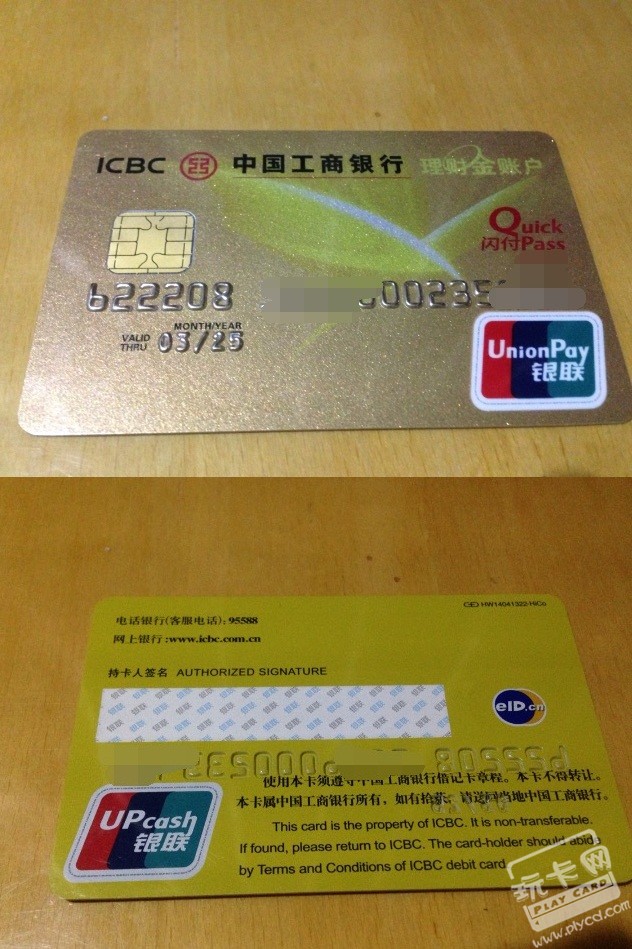 ICBC 中国工商银行 理财金账户
Quick
闪付Pass
622208 00235
MONTH/YEAR
VALID THRU 03/25
UnionPay
银联
HW14041322-HiCo
电话银行(客服电话):95588
网上银行:www.icbc.com.cn
持卡人签名 AUTHORIZED SIGNATURE
eID.cn
使用本卡须遵守中国工商银行借记卡章程。本卡不得转让。
本卡属中国工商银行所有，如有拾荞，请送回当地中国工商银行。
UPcash
银联
This card is the property of ICBC. It is non-transferable.
If found, please return to ICBC. The card-holder should abide
by Terms and Conditions of ICBC debit card
玩卡网
PLAY CARD
www.plycd.com